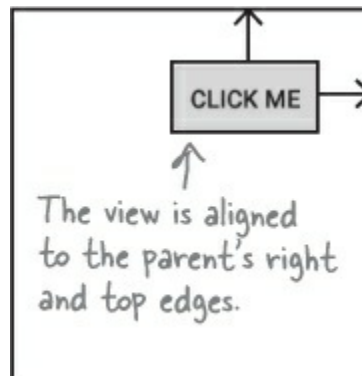 CLICK ME
The view is aligned
to the parent's right
and top edges.